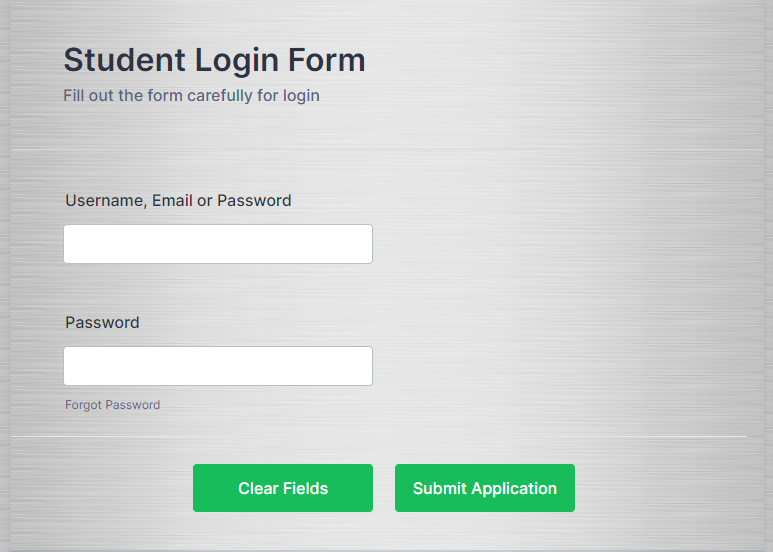 Student Login Form
Fill out the form carefully for login
Username, Email or Password
Password
Forgot Password
Clear Fields
Submit Application